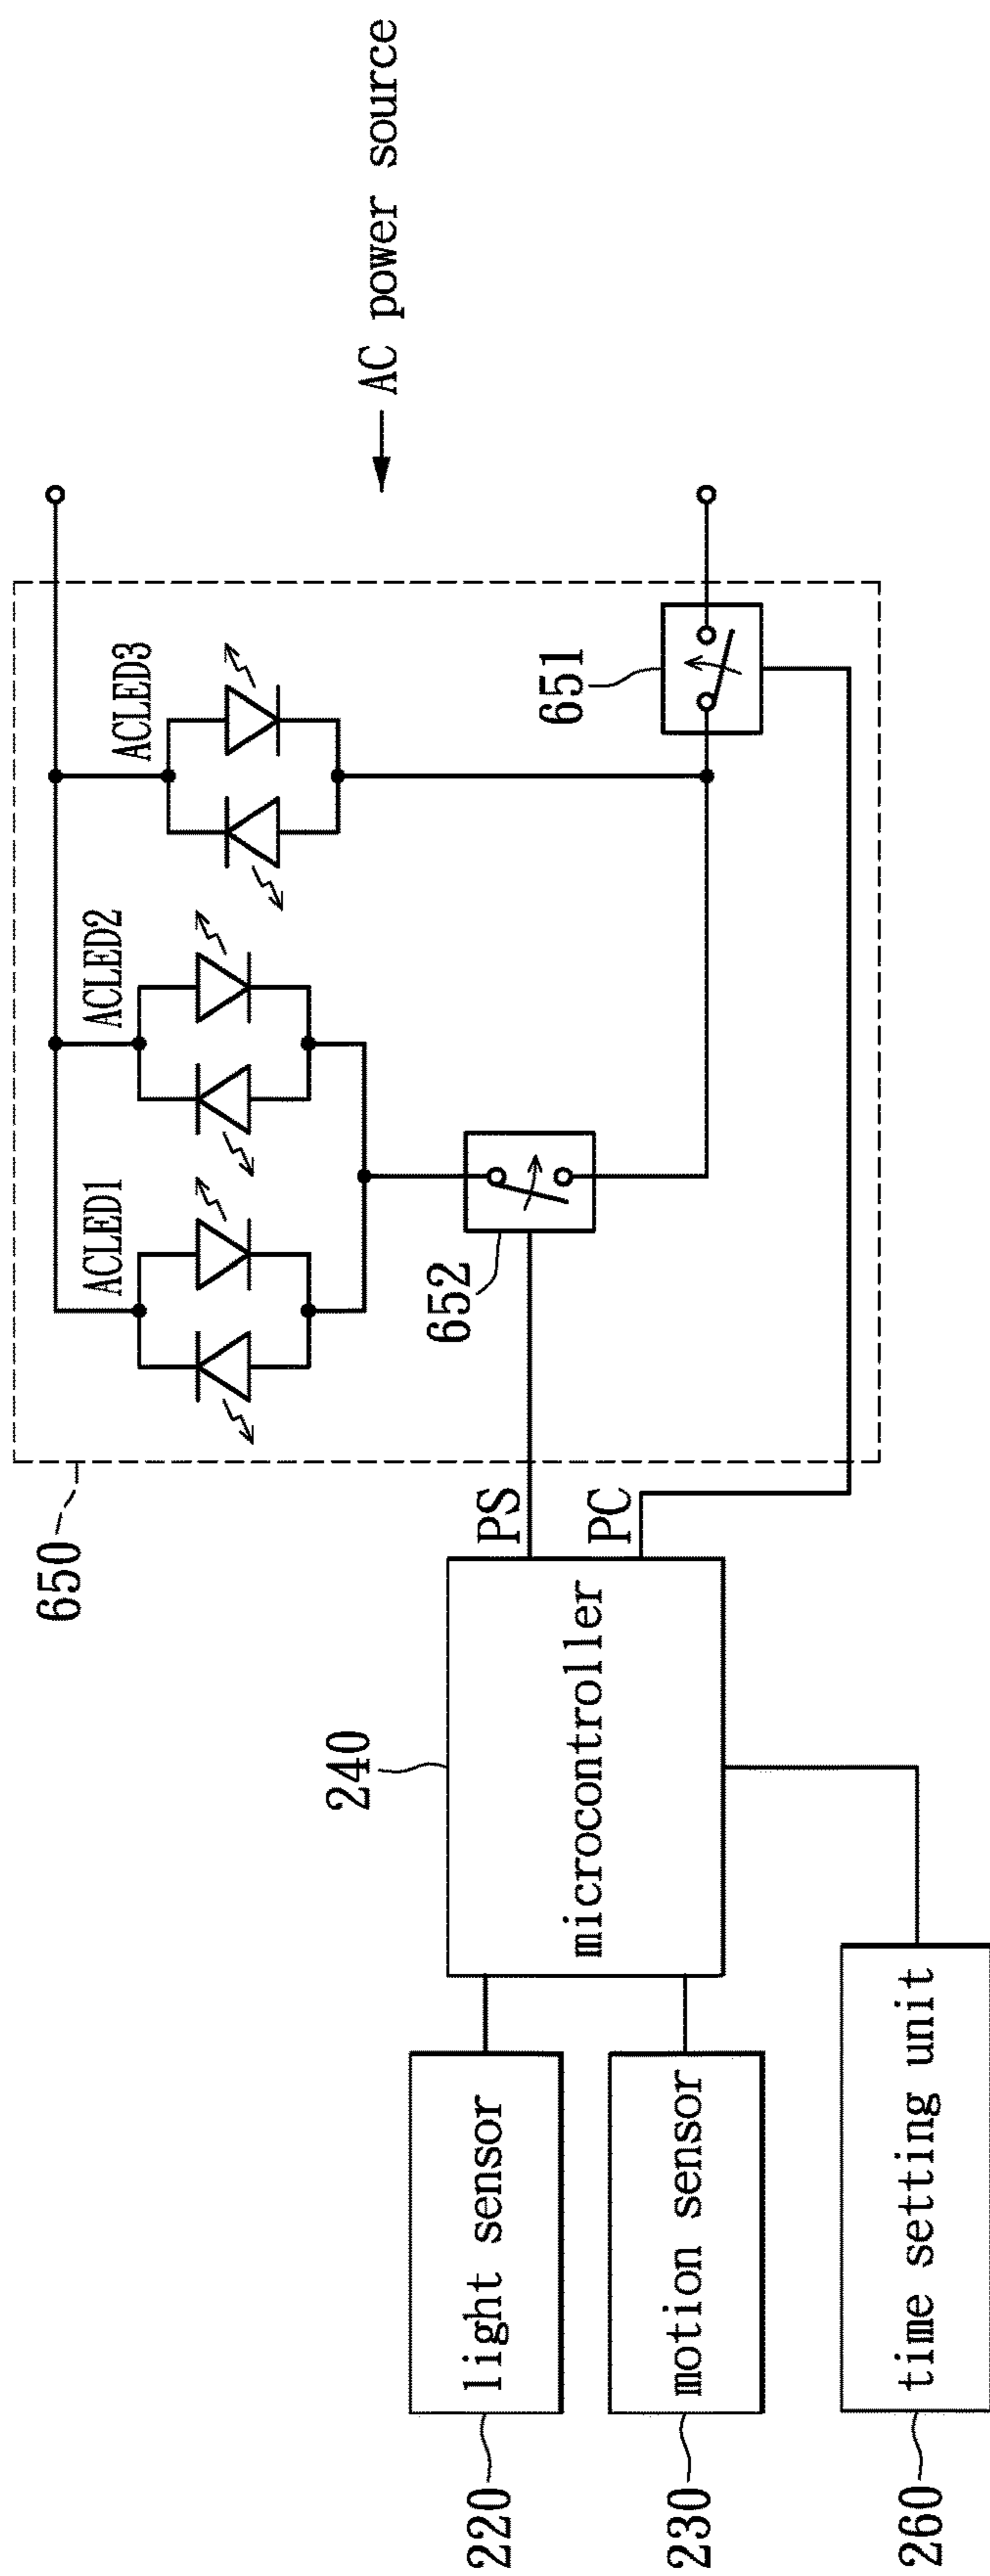 650
ACLED1
ACLED2
ACLED3
AC power source
652
651
PS
PC
240
microcontroller
220
light sensor
230
motion sensor
260
time setting unit